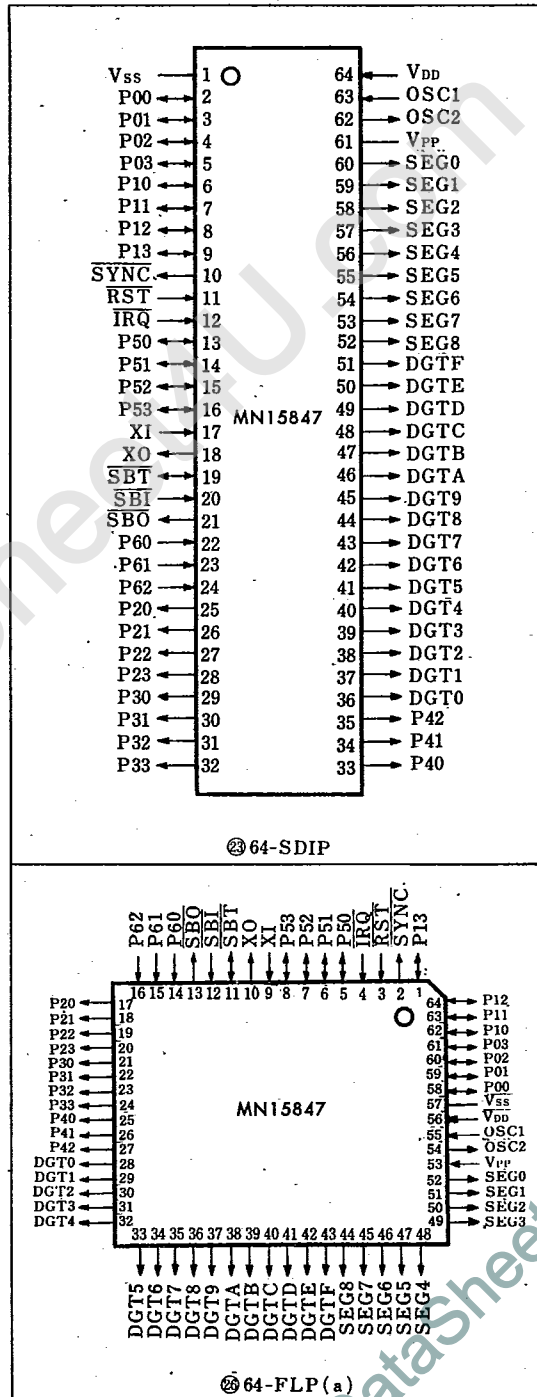 Vss 1 64 VDD
P00 2 63 OSC1
P01 3 62 OSC2
P02 4 61 VPP
P03 5 60 SEG0
P10 6 59 SEG1
P11 7 58 SEG2
P12 8 57 SEG3
P13 9 56 SEG4
SYNC 10 55 SEG5
RST 11 54 SEG6
IRQ 12 53 SEG7
P50 13 52 SEG8
P51 14 51 DGTF
P52 15 50 DGTE
P53 16 49 DGTD
MN15847
XI 17 48 DGTC
XO 18 47 DGTB
SBT 19 46 DGTA
SBI 20 45 DGT9
SBO 21 44 DGT8
P60 22 43 DGT7
P61 23 42 DGT6
P62 24 41 DGT5
P20 25 40 DGT4
P21 26 39 DGT3
P22 27 38 DGT2
P23 28 37 DGT1
P30 29 36 DGT0
P31 30 35 P42
P32 31 34 P41
P33 32 33 P40
㉓64-SDIP
P62 P61 P60 SBO SBI SBT XO XI P53 P52 P51 P50 IRQ RST SYNC P13
16 15 14 13 12 11 10 9 8 7 6 5 4 3 2 1
P20 17 64 P12
P21 18 63 P11
P22 19 62 P10
P23 20 61 P03
P30 21 60 P02
P31 22 59 P01
P32 23 58 P00
P33 24 57 Vss
MN15847
P40 25 56 VDD
P41 26 55 OSC1
P42 27 54 OSC2
DGT0 28 53 VPP
DGT1 29 52 SEG0
DGT2 30 51 SEG1
DGT3 31 50 SEG2
DGT4 32 49 SEG3
33 34 35 36 37 38 39 40 41 42 43 44 45 46 47 48
DGT5 DGT6 DGT7 DGT8 DGT9 DGTA DGTB DGTC DGTD DGTE DGTF SEG8 SEG7 SEG6 SEG5 SEG4
㉖64-FLP(a)